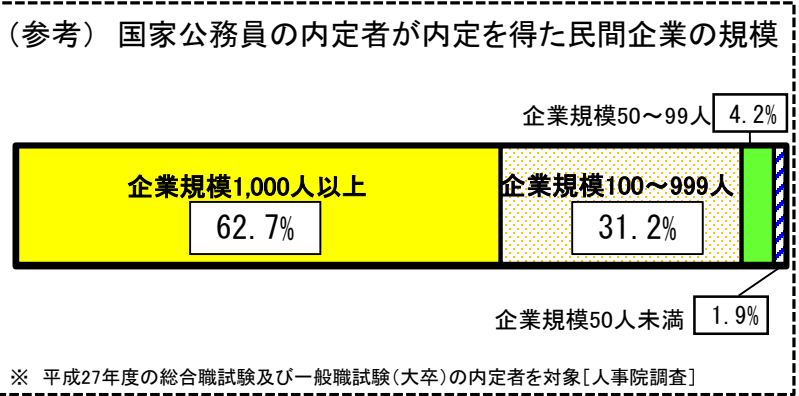 (参考) 国家公務員の内定者が内定を得た民間企業の規模
企業規模50～99人 4.2%
企業規模1,000人以上 企業規模100～999人
62.7% 31.2%
企業規模50人未満 1.9%
※ 平成27年度の総合職試験及び一般職試験(大卒)の内定者を対象[人事院調査]